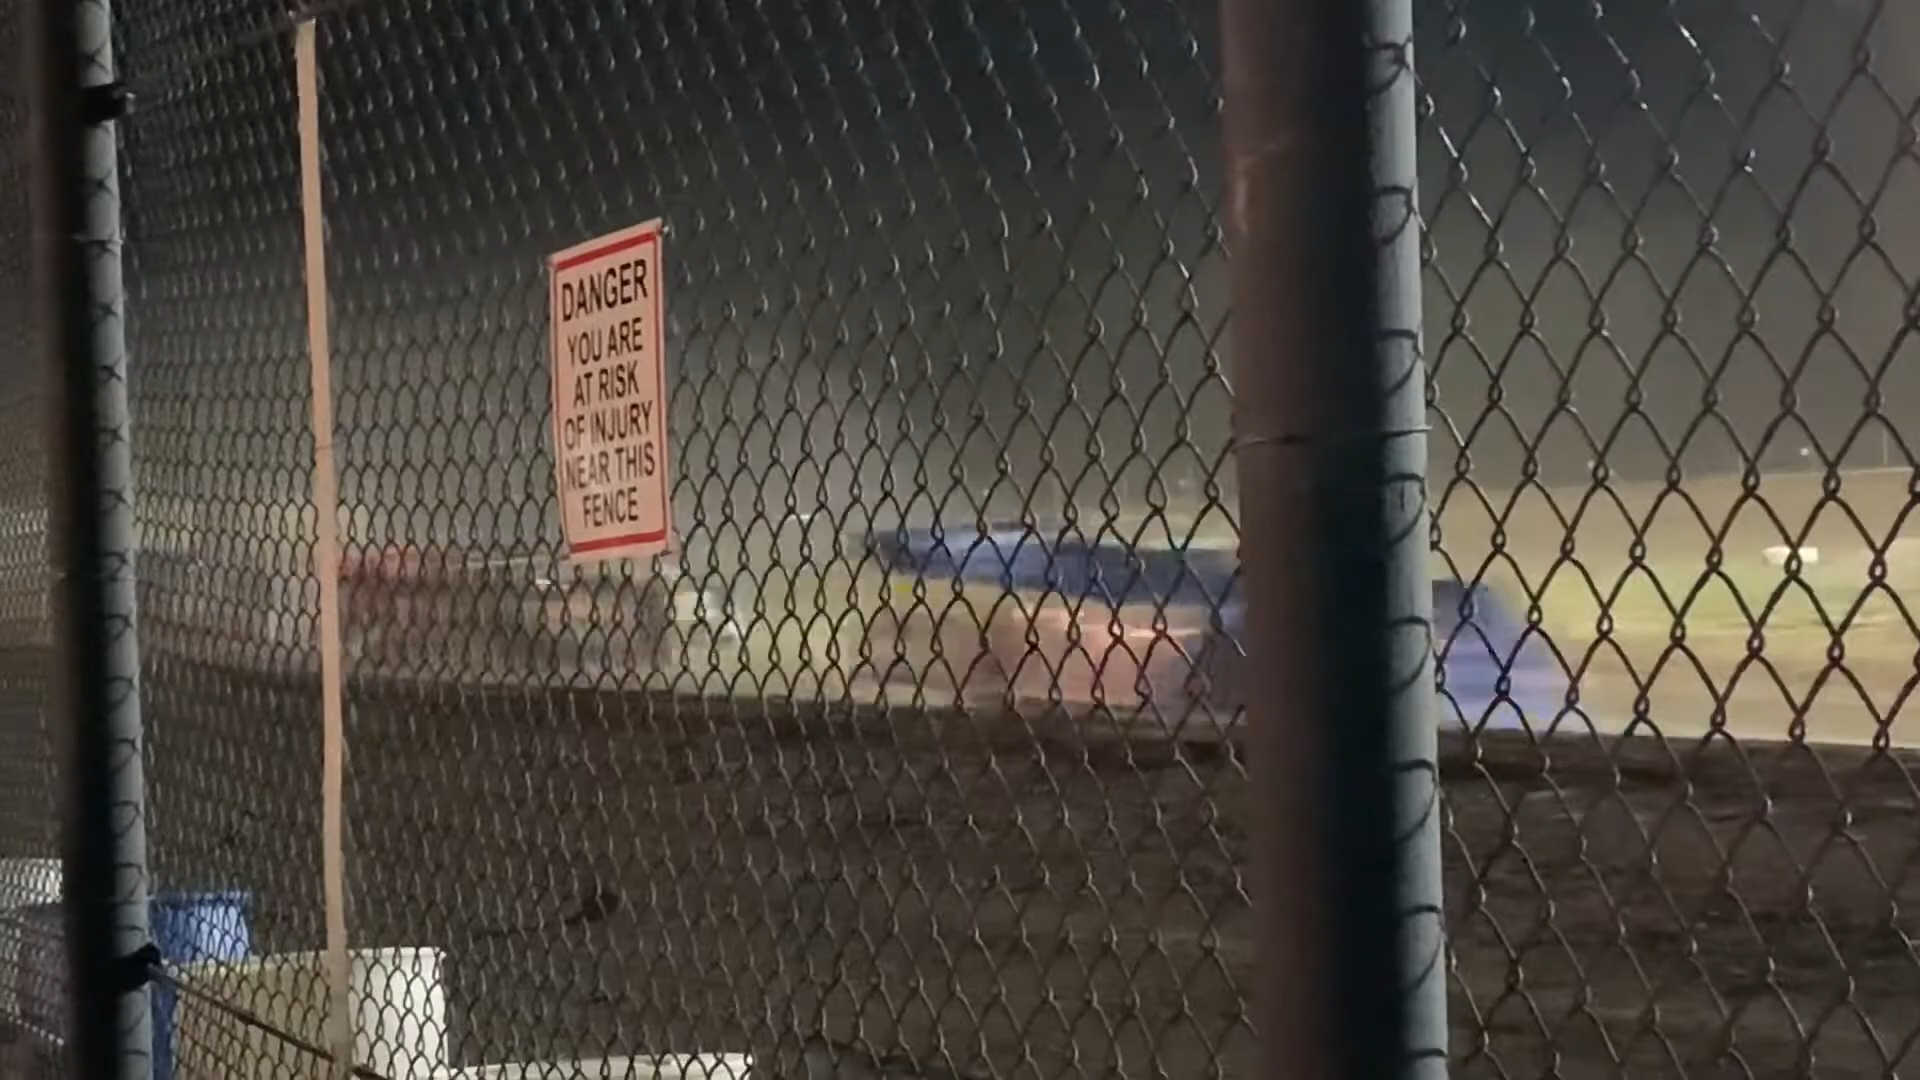 DANGER
YOU ARE
AT RISK
OF INJURY
NEAR THIS
FENCE